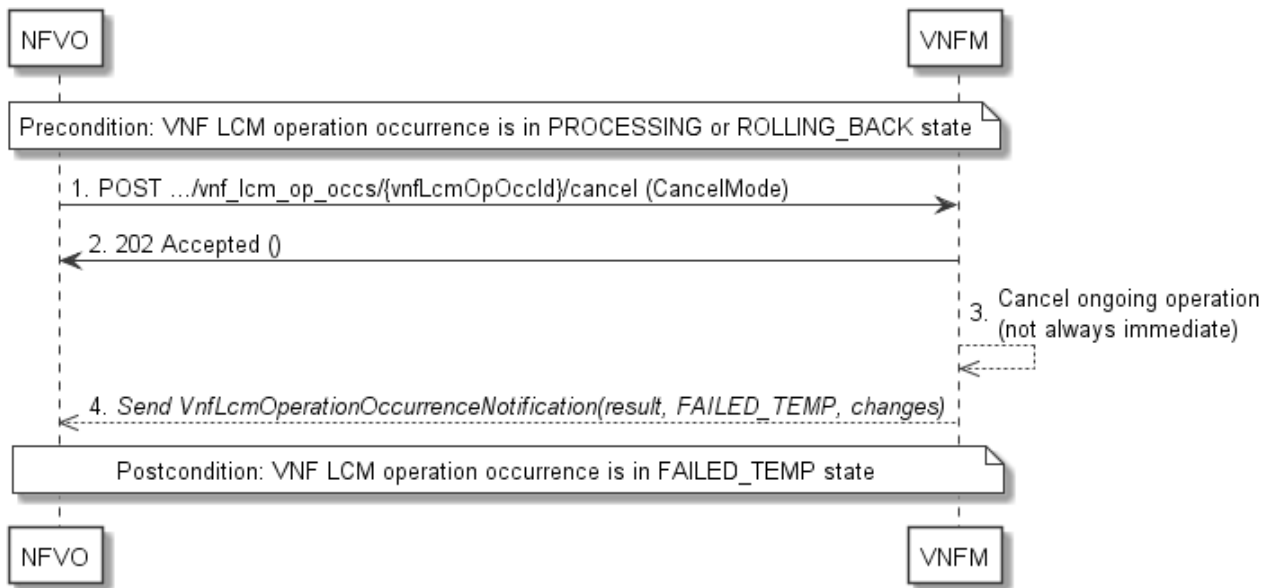 NFVO
VNFM
Precondition: VNF LCM operation occurrence is in PROCESSING or ROLLING_BACK state
1. POST .../vnf_lcm_op_occs/{vnfLcmOpOccId}/cancel (CancelMode)
2. 202 Accepted ()
3. Cancel ongoing operation
(not always immediate)
4. Send VnfLcmOperationOccurrenceNotification(result, FAILED_TEMP, changes)
Postcondition: VNF LCM operation occurrence is in FAILED_TEMP state
NFVO
VNFM